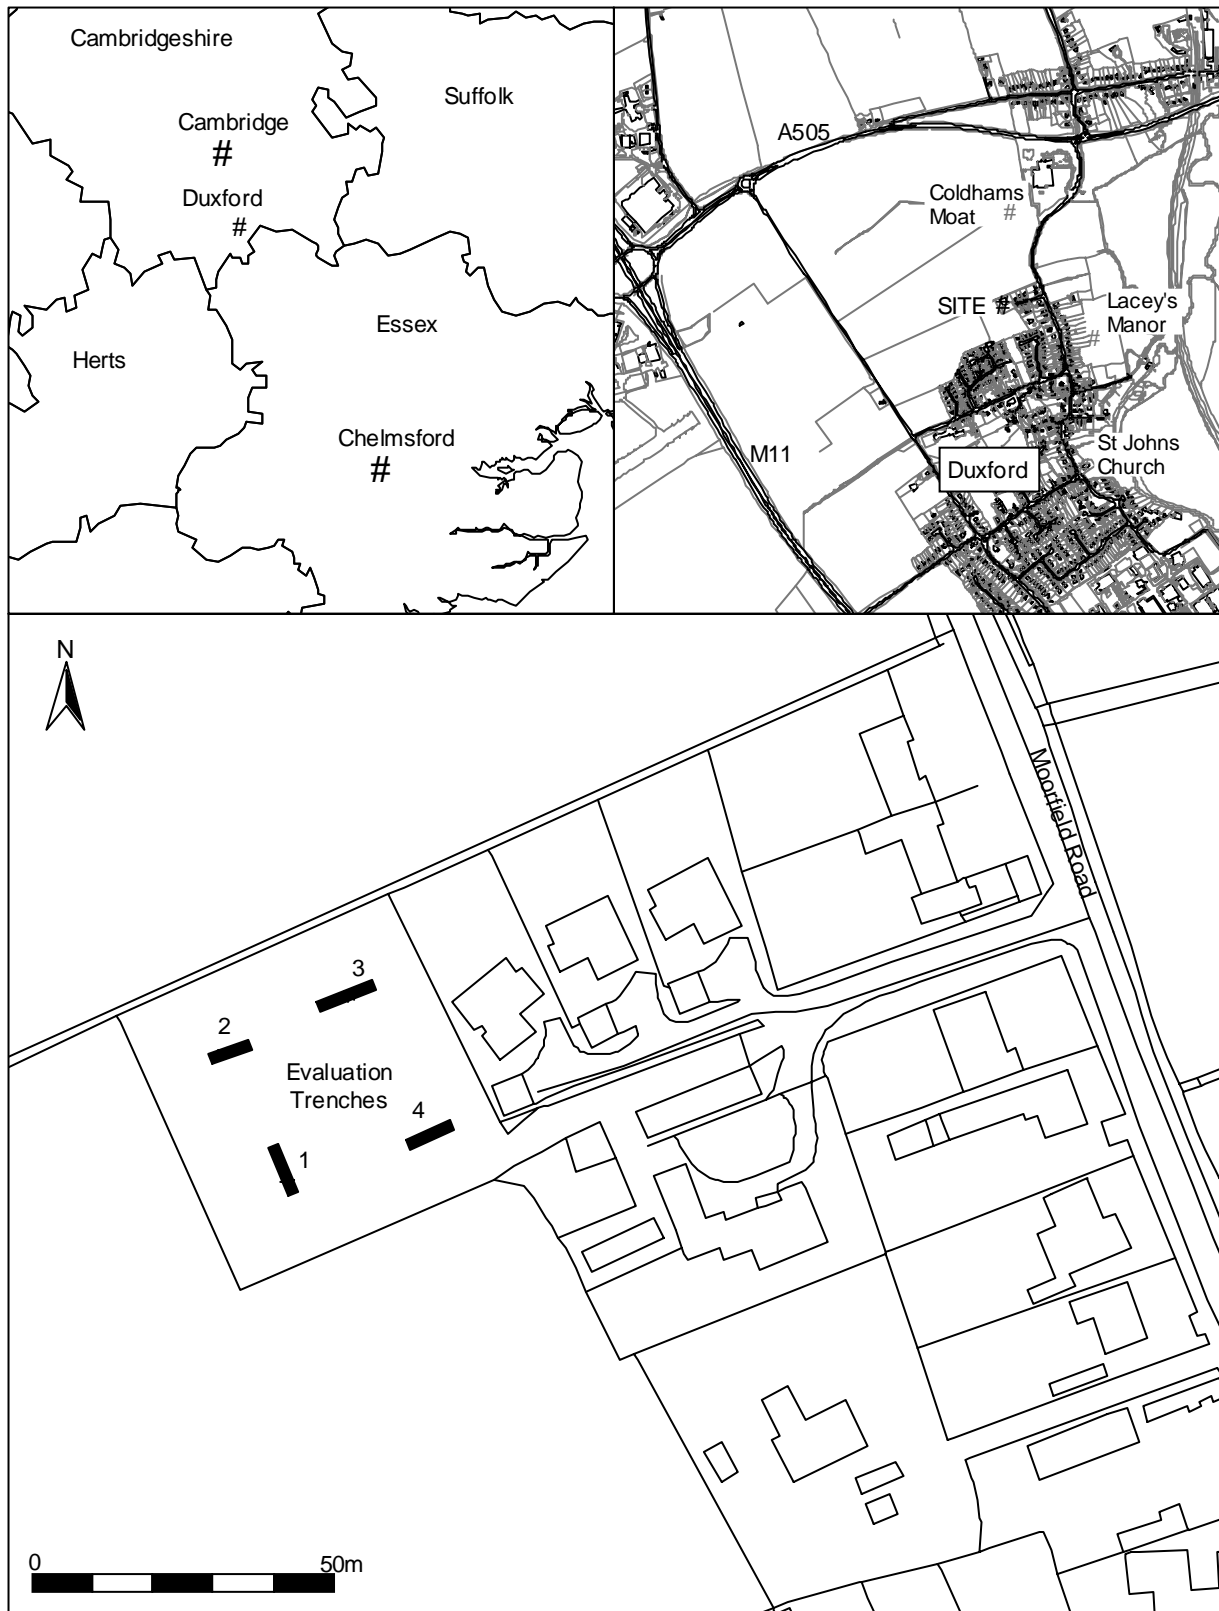 Cambridgeshire
Suffolk
Cambridge
#
Duxford
#
Essex
Herts
Chelmsford
#
A505
Coldhams
Moat #
SITE #
Lacey's
Manor
#
M11
St Johns
Church
Duxford
N
Moorfield Road
3
2
Evaluation
Trenches
4
1
0
50m